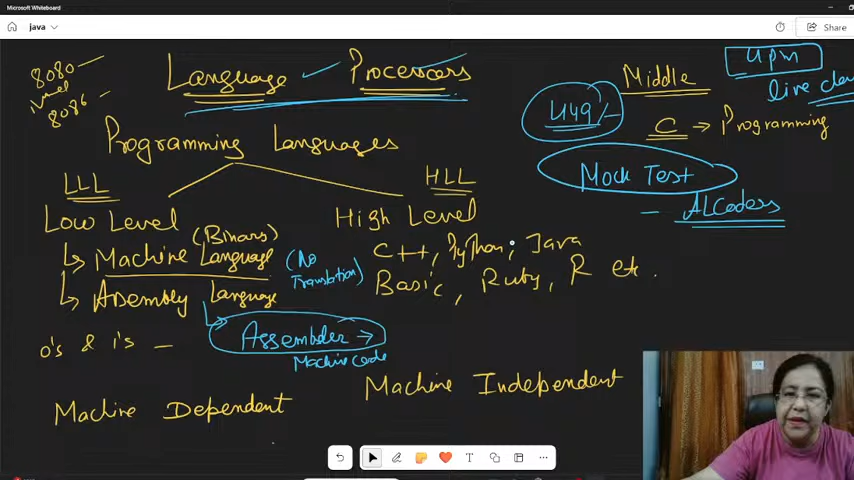 Microsoft Whiteboard
java
Share
8080
8086
Language Processors
Programming Languages
LLL
Low Level
Machine Language
(Binary)
(No Translation)
Assembly Language
Assembler →
Machine Code
0's & 1's —
Machine Dependent
HLL
High Level
C++, Python, Java
Basic, Ruby, R etc.
Machine Independent
Middle
C → Programming
449/-
Mock Test
— ALCoders
4pm
live